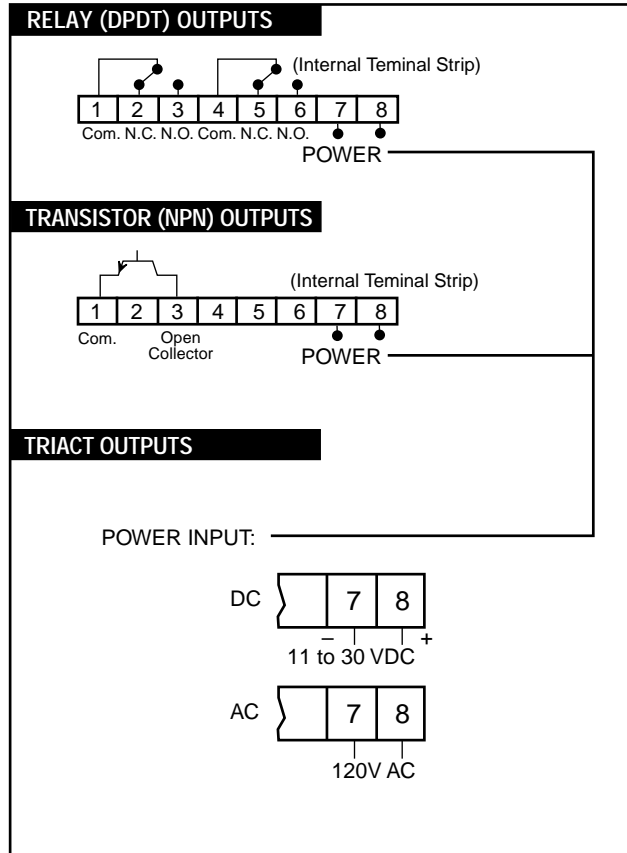 RELAY (DPDT) OUTPUTS
(Internal Teminal Strip)
1 2 3 4 5 6 7 8
Com. N.C. N.O. Com. N.C. N.O.
POWER
TRANSISTOR (NPN) OUTPUTS
(Internal Teminal Strip)
1 2 3 4 5 6 7 8
Com. Open Collector
POWER
TRIACT OUTPUTS
POWER INPUT:
DC 7 8
– +
11 to 30 VDC
AC 7 8
120V AC